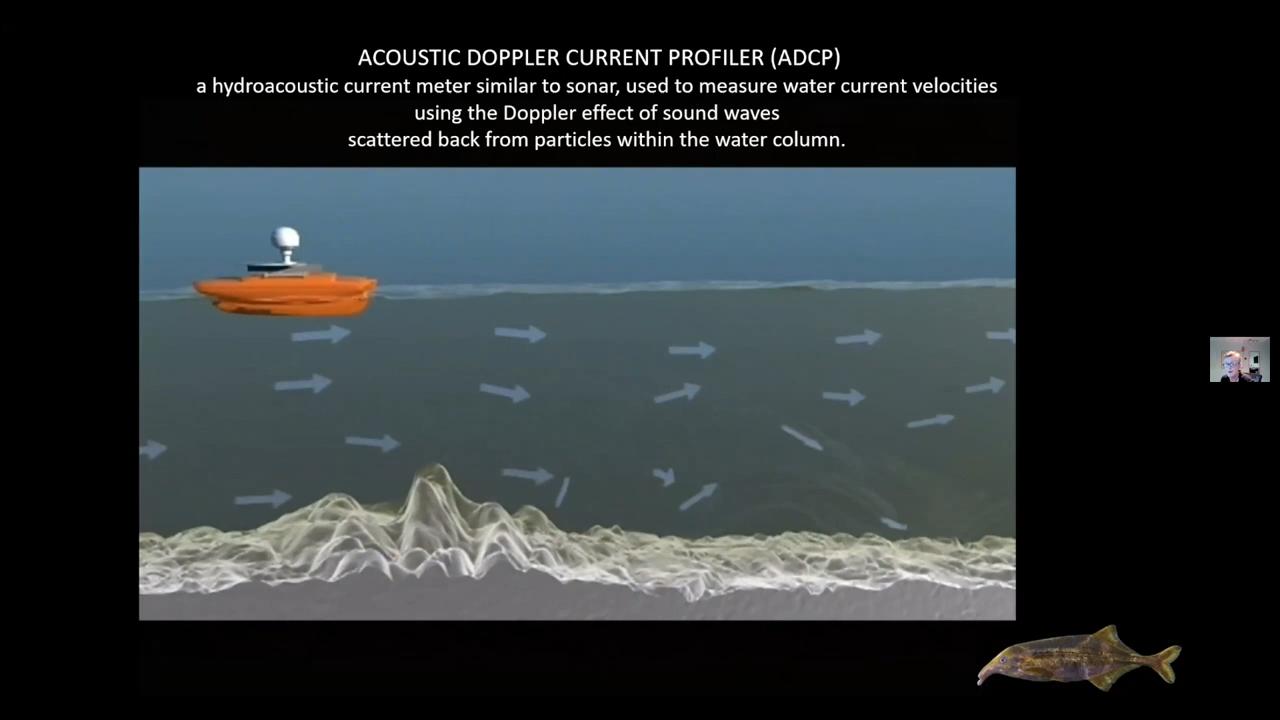 ACOUSTIC DOPPLER CURRENT PROFILER (ADCP)
a hydroacoustic current meter similar to sonar, used to measure water current velocities
using the Doppler effect of sound waves
scattered back from particles within the water column.